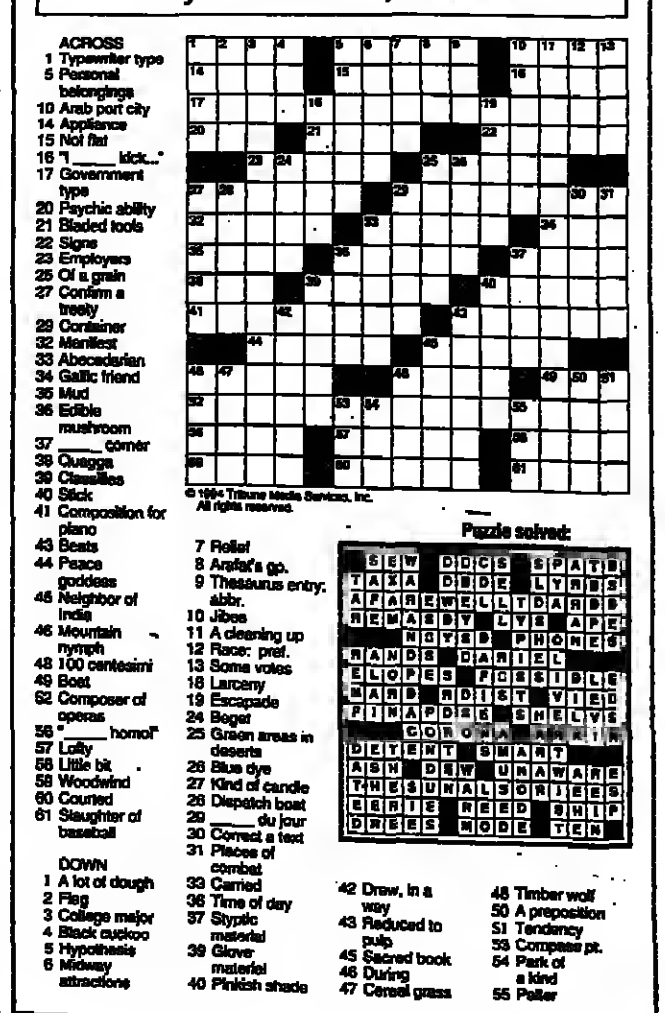 ACROSS
1 Typewriter type
5 Personal
belongings
10 Arab port city
14 Appliance
15 Not flat
16 "I ____ kick..."
17 Government
type
20 Psychic ability
21 Bladed tools
22 Signs
23 Employers
25 Of a grain
27 Confirm a
treaty
29 Container
32 Manifest
33 Abecedarian
34 Gallic friend
35 Mud
36 Edible
mushroom
37 ____ corner
38 Quagga
39 Classifies
40 Stick
41 Composition for
piano
43 Beats
44 Peace
goddess
45 Neighbor of
India
46 Mountain
nymph
48 100 centesimi
49 Boat
52 Composer of
operas
56 "____ homo!"
57 Lofty
58 Little bit
59 Woodwind
60 Courted
61 Slaughter of
baseball
DOWN
1 A lot of dough
2 Flag
3 College major
4 Black cuckoo
5 Hypothesis
6 Midway
attractions
© 1994 Tribune Media Services, Inc.
All rights reserved.
7 Relief
8 Arafat's gp.
9 Thesaurus entry:
abbr.
10 Jibes
11 A cleaning up
12 Race: pref.
13 Some votes
18 Larceny
19 Escapade
24 Beget
25 Green areas in
deserts
26 Blue dye
27 Kind of candle
28 Dispatch boat
29 ____ du jour
30 Correct a text
31 Places of
combat
33 Carried
36 Time of day
37 Styptic
material
39 Glove
material
40 Pinkish shade
Puzzle solved:
42 Draw, in a
way
43 Reduced to
pulp
45 Sacred book
46 During
47 Cereal grass
48 Timber wolf
50 A preposition
51 Tendency
53 Compass pt.
54 Park of
a kind
55 Pelter